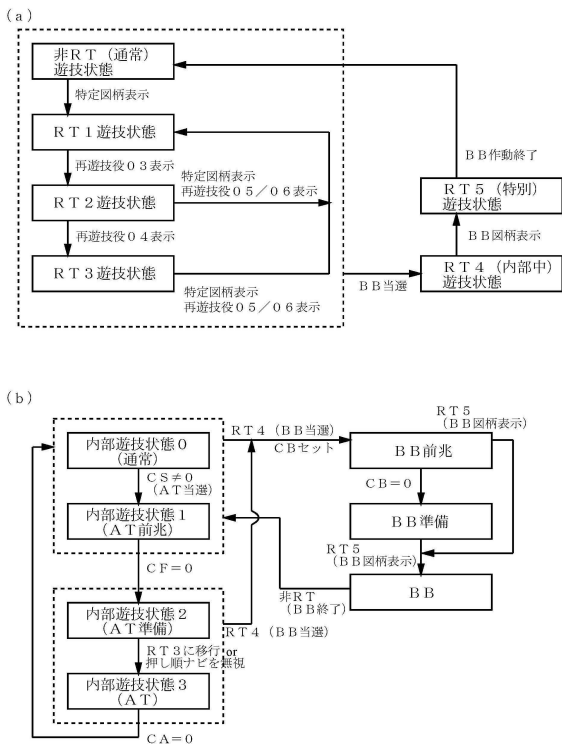 (a)
非ＲＴ（通常）
遊技状態
特定図柄表示
ＲＴ１遊技状態
再遊技役０３表示
特定図柄表示
再遊技役０５／０６表示
ＲＴ２遊技状態
再遊技役０４表示
ＲＴ３遊技状態
特定図柄表示
再遊技役０５／０６表示
ＢＢ作動終了
ＲＴ５（特別）
遊技状態
ＢＢ図柄表示
ＲＴ４（内部中）
遊技状態
ＢＢ当選
(b)
内部遊技状態０
（通常）
ＣＳ≠０
（ＡＴ当選）
内部遊技状態１
（ＡＴ前兆）
ＣＦ＝０
内部遊技状態２
（ＡＴ準備）
ＲＴ３に移行 or
押し順ナビを無視
内部遊技状態３
（ＡＴ）
ＣＡ＝０
ＲＴ４（ＢＢ当選）
ＣＢセット
ＲＴ５
（ＢＢ図柄表示）
ＢＢ前兆
ＣＢ＝０
ＢＢ準備
ＲＴ５
（ＢＢ図柄表示）
ＢＢ
非ＲＴ
（ＢＢ終了）
ＲＴ４（ＢＢ当選）